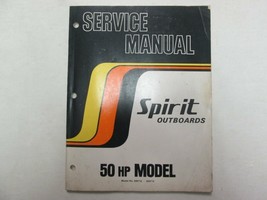 SERVICE
MANUAL
Spirit
OUTBOARDS
50 HP MODEL